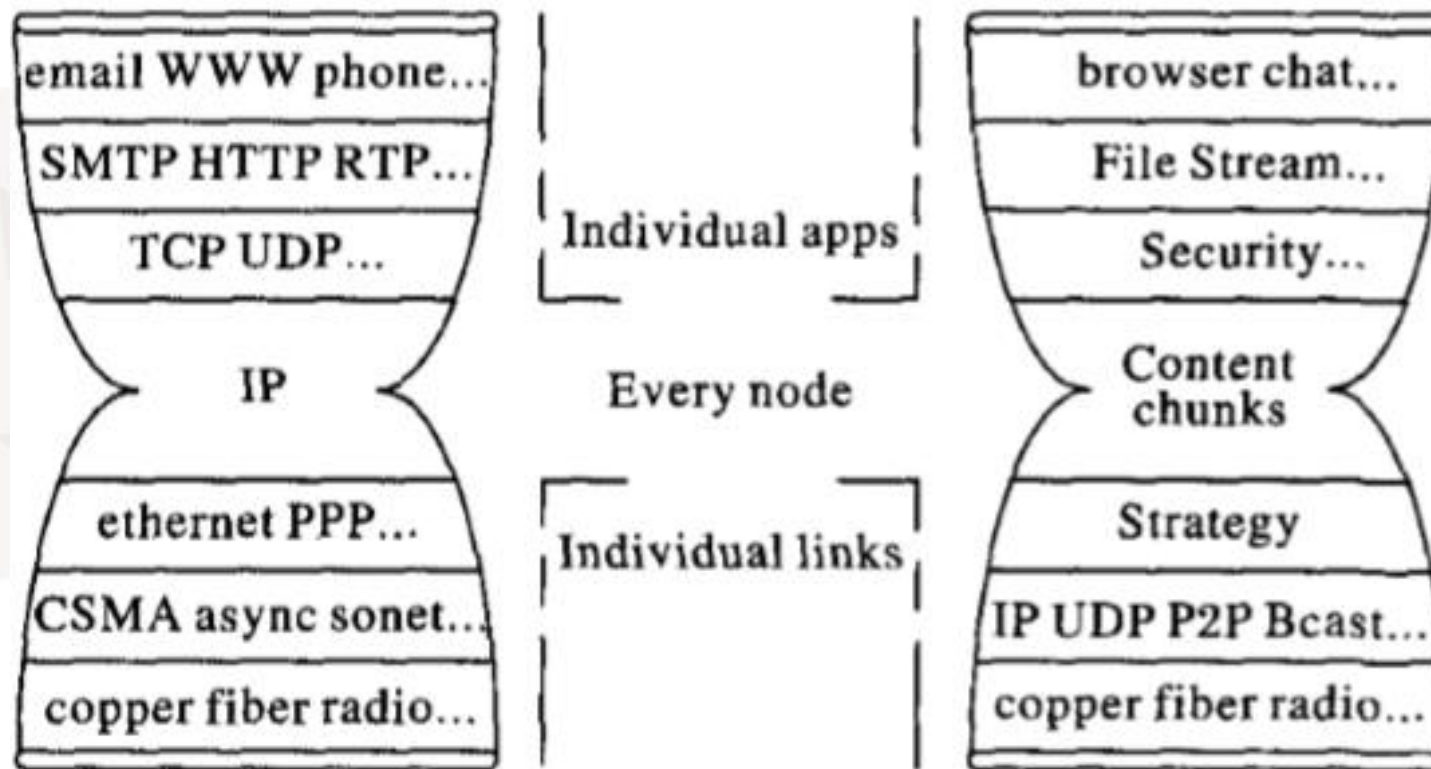 email WWW phone...
SMTP HTTP RTP...
TCP UDP...
IP
ethernet PPP...
CSMA async sonet...
copper fiber radio...
Individual apps
Every node
Individual links
browser chat...
File Stream...
Security...
Content
chunks
Strategy
IP UDP P2P Bcast...
copper fiber radio...